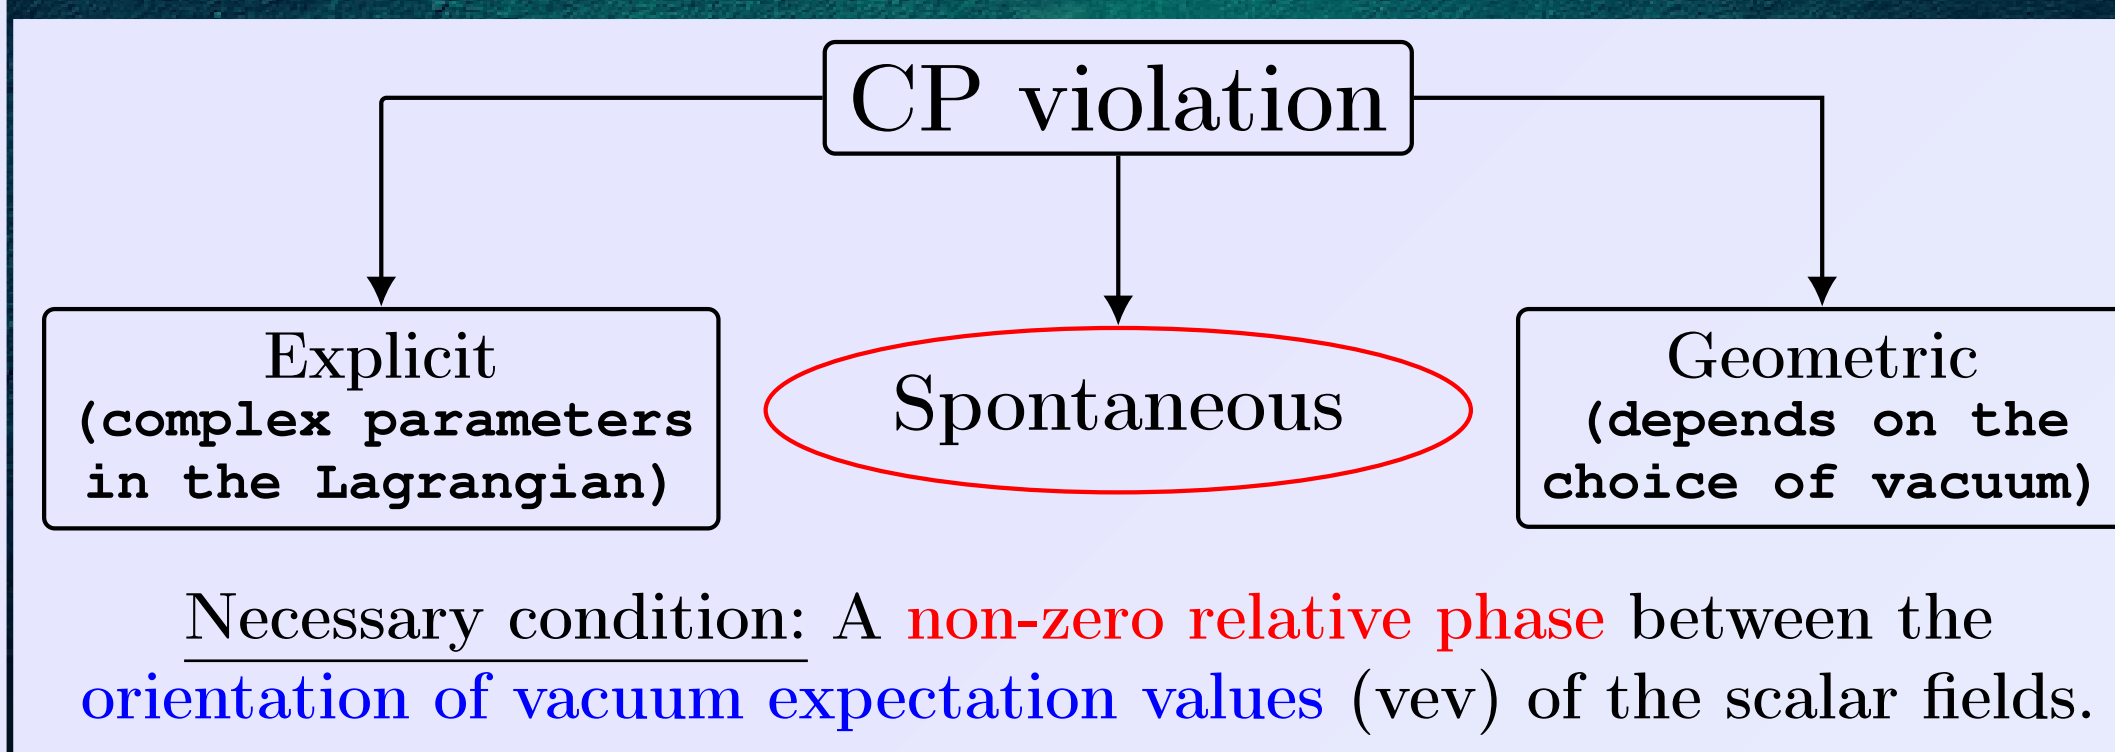 CP violation
Explicit
(complex parameters
in the Lagrangian)
Spontaneous
Geometric
(depends on the
choice of vacuum)
Necessary condition: A non-zero relative phase between the
orientation of vacuum expectation values (vev) of the scalar fields.